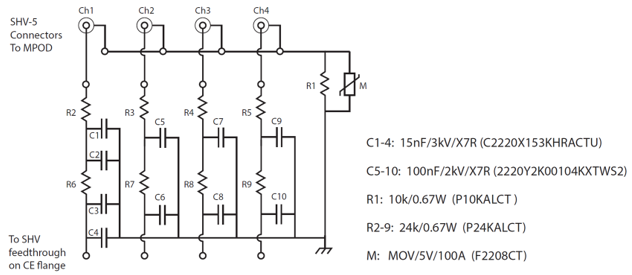 Ch1 Ch2 Ch3 Ch4
SHV-5
Connectors
To MPOD
R1 M
R2 R3 R4 R5
C1 C5 C7 C9
C2
R6 R7 R8 R9
C3 C6 C8 C10
C4
To SHV
feedthrough
on CE flange
C1-4: 15nF/3kV/X7R (C2220X153KHRACTU)
C5-10: 100nF/2kV/X7R (2220Y2K00104KXTWS2)
R1: 10k/0.67W (P10KALCT )
R2-9: 24k/0.67W (P24KALCT)
M: MOV/5V/100A (F2208CT)